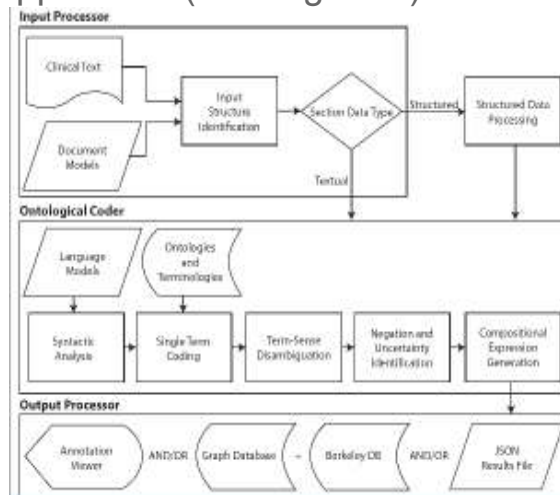 Input Processor
Clinical Text
Document
Models
Input
Structure
Identification
Section Data Type
Structured
Textual
Structured Data
Processing
Ontological Coder
Language
Models
Ontologies
and
Terminologies
Syntactic
Analysis
Single Term
Coding
Term-Sense
Disambiguation
Negation and
Uncertainty
Identification
Compositional
Expression
Generation
Output Processor
Annotation
Viewer
AND/OR
Graph Database
Berkeley DB
AND/OR
JSON
Results File